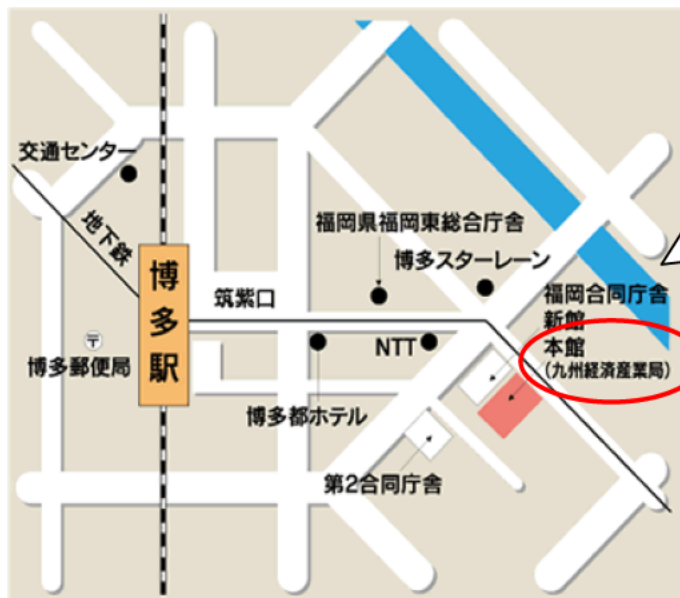 交通センター
地下鉄
福岡県福岡東総合庁舎
博多スターレーン
博多駅
筑紫口
福岡合同庁舎
新館
本館
(九州経済産業局)
〒
博多郵便局
NTT
博多都ホテル
第2合同庁舎